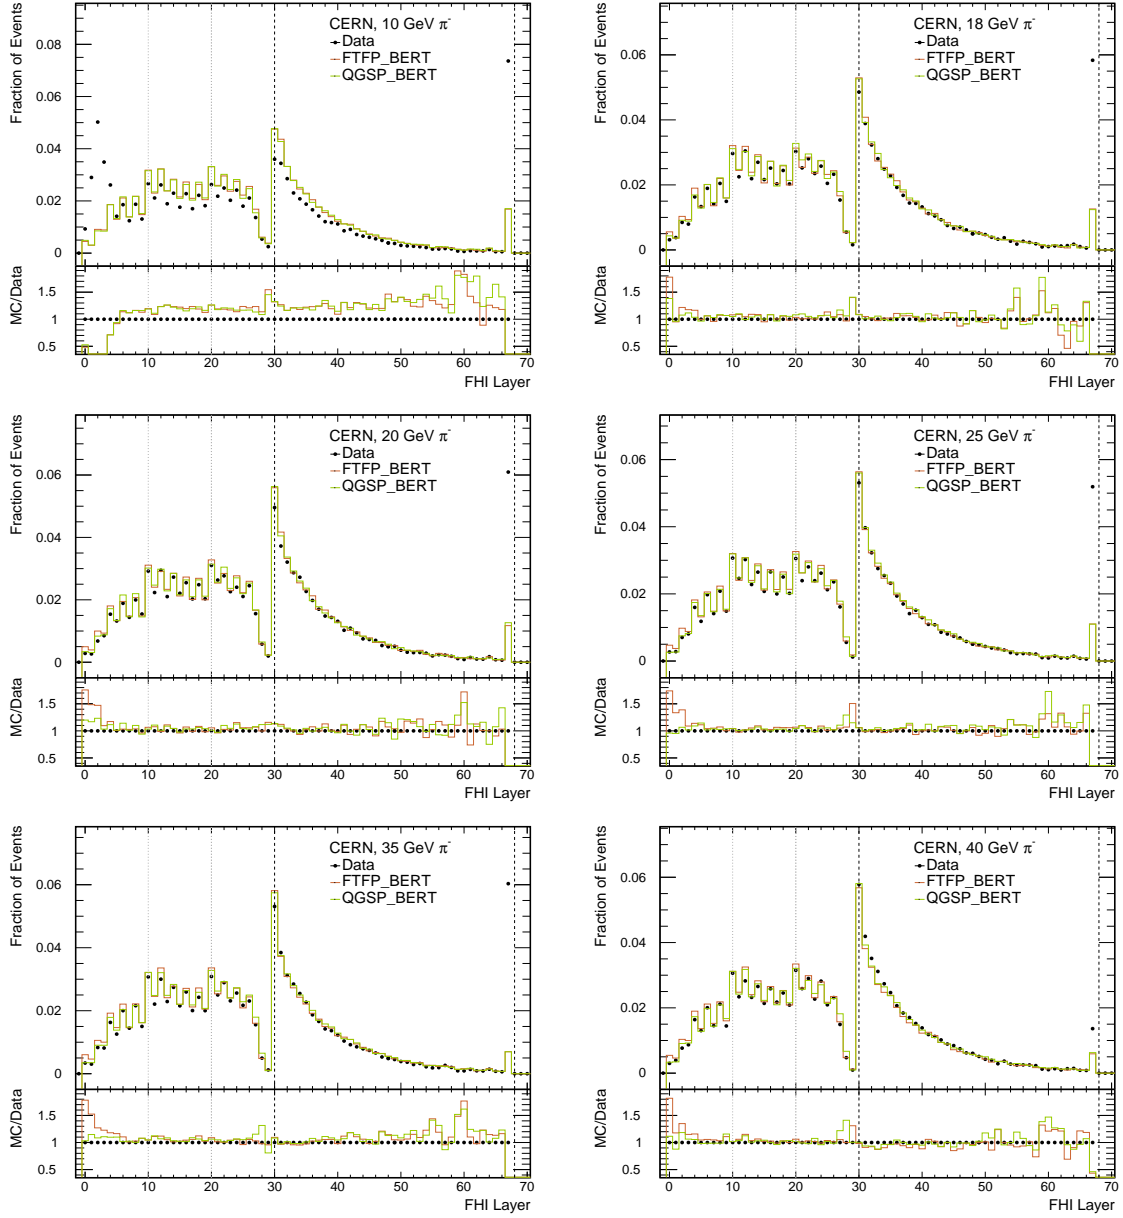 CERN, 10 GeV π-
Data
FTFP_BERT
QGSP_BERT
Fraction of Events
0.08
0.06
0.04
0.02
0
MC/Data
1.5
1
0.5
0 10 20 30 40 50 60 70
FHI Layer
CERN, 18 GeV π-
Data
FTFP_BERT
QGSP_BERT
Fraction of Events
0.06
0.04
0.02
0
MC/Data
1.5
1
0.5
0 10 20 30 40 50 60 70
FHI Layer
CERN, 20 GeV π-
Data
FTFP_BERT
QGSP_BERT
Fraction of Events
0.06
0.04
0.02
0
MC/Data
1.5
1
0.5
0 10 20 30 40 50 60 70
FHI Layer
CERN, 25 GeV π-
Data
FTFP_BERT
QGSP_BERT
Fraction of Events
0.06
0.04
0.02
0
MC/Data
1.5
1
0.5
0 10 20 30 40 50 60 70
FHI Layer
CERN, 35 GeV π-
Data
FTFP_BERT
QGSP_BERT
Fraction of Events
0.06
0.04
0.02
0
MC/Data
1.5
1
0.5
0 10 20 30 40 50 60 70
FHI Layer
CERN, 40 GeV π-
Data
FTFP_BERT
QGSP_BERT
Fraction of Events
0.06
0.04
0.02
0
MC/Data
1.5
1
0.5
0 10 20 30 40 50 60 70
FHI Layer